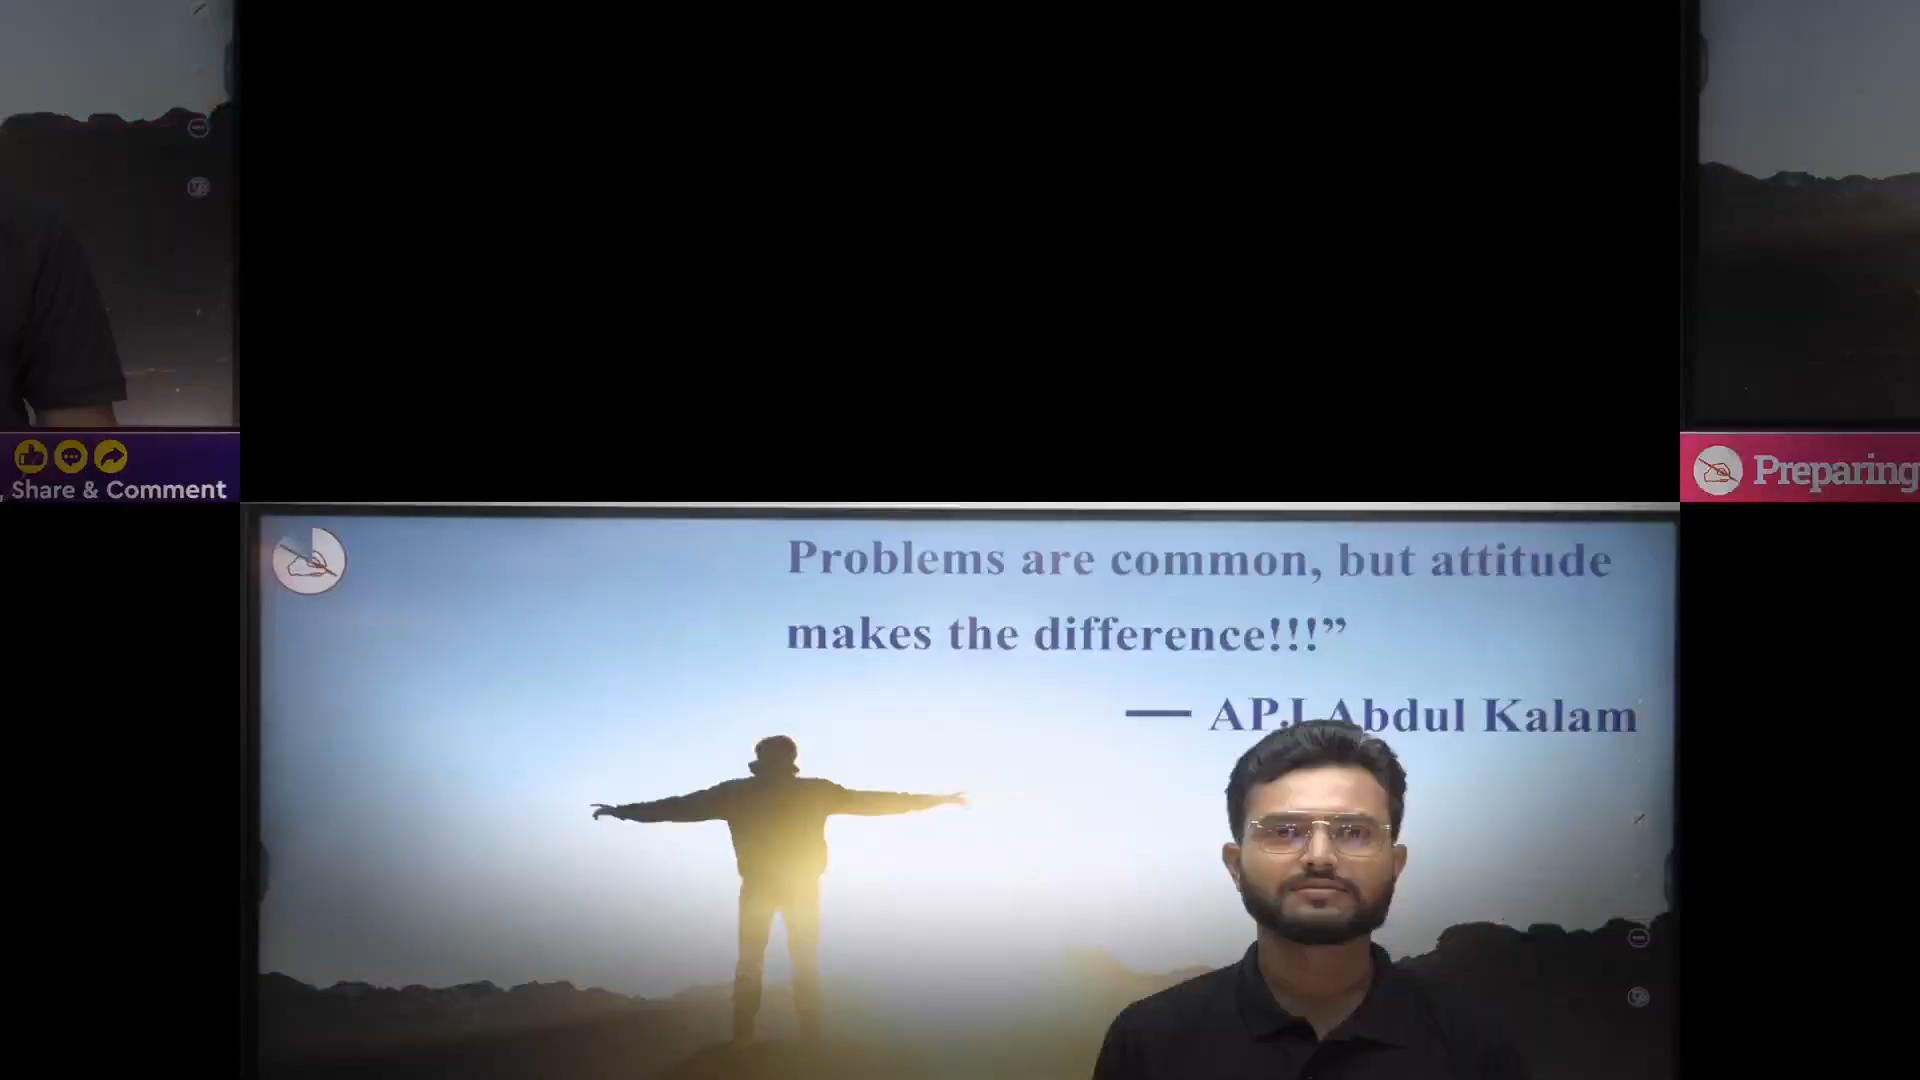 , Share & Comment
Preparing
Problems are common, but attitude
makes the difference!!!”
— APJ Abdul Kalam